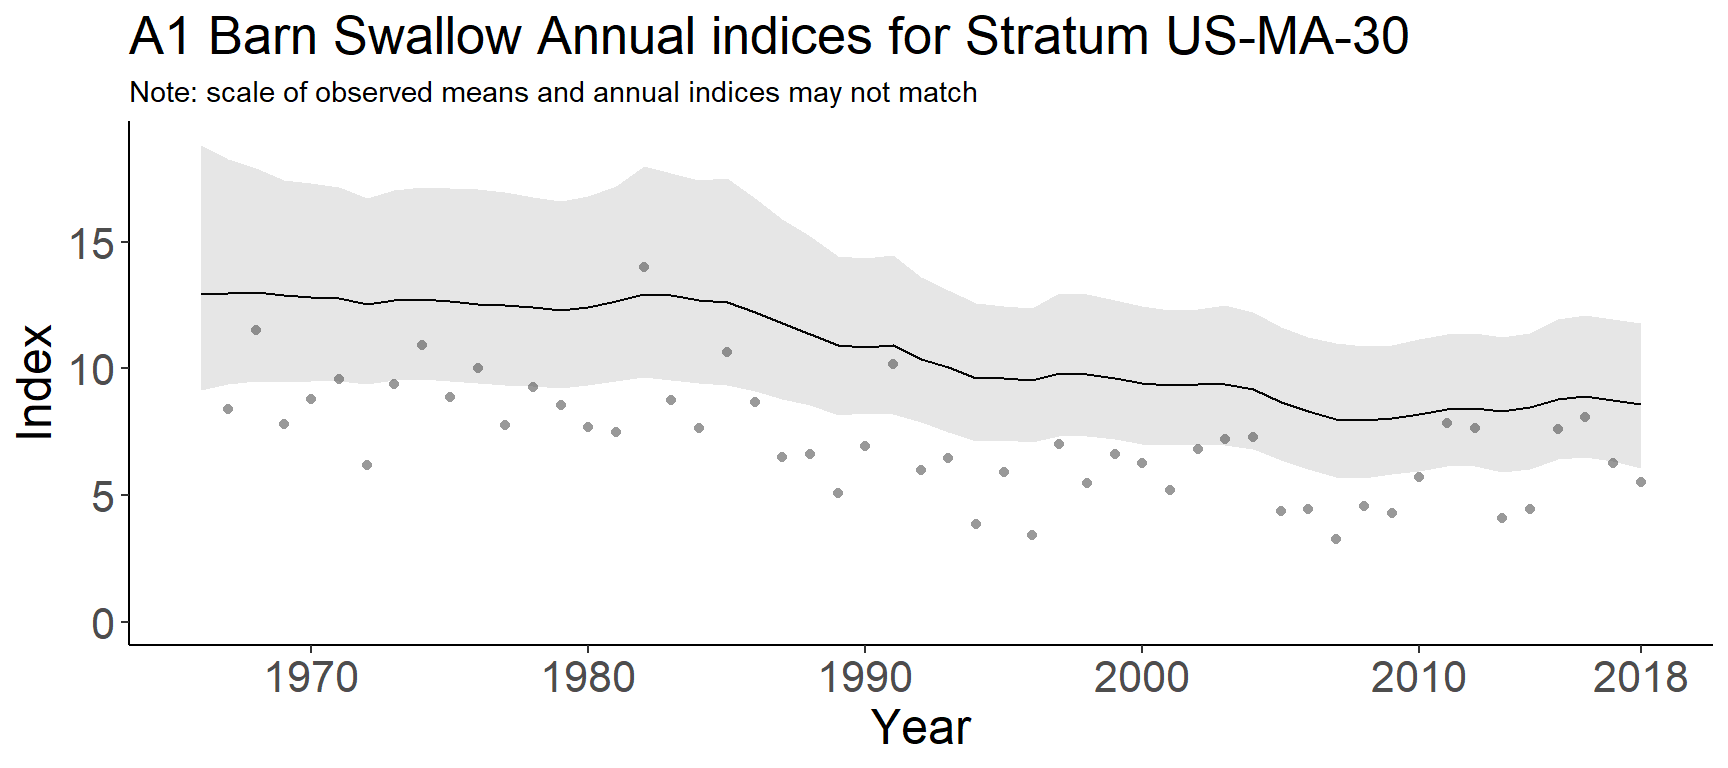 A1 Barn Swallow Annual indices for Stratum US-MA-30
Note: scale of observed means and annual indices may not match
Index
15
10
5
0
1970 1980 1990 2000 2010 2018
Year